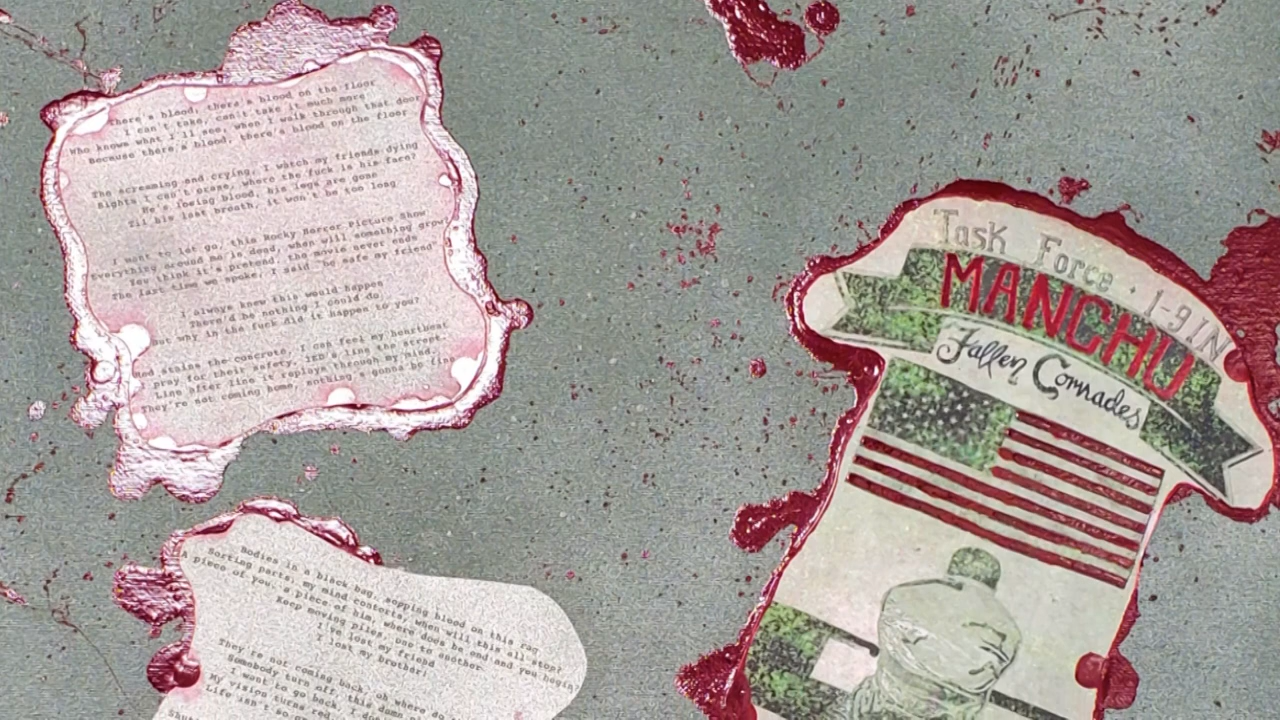 There's blood, there's blood on the floor
I can't take, can't take it much more
Who knows what I'll see, when I walk through that door
Because there's blood, there's blood on the floor
The screaming and crying, I watch my friends dying
Sights I can't erase, where the fuck is his face?
He's losing blood, his legs are gone
Til his last breath, it won't be too long
I want to let go, this Rocky Horror Picture Show
Everything around me is dead, when will something grow?
You think it's pretend, the movie never ends
The last time we spoke, I said "be safe my friend"
I always knew this would happen
There'd be nothing I could do,
But why in the fuck did it happen to you?
and stains the concrete, I can feel my heartbeat
pray for their safety, IED's line the street
Line after line it replays through my mind,
They're not coming home, not gonna be fine
Bodies in a black bag, sopping blood on this rag
Sorting parts, my mind contorts, when will this all stop?
A piece of you, a piece of him, where does he end and you begin
Keep moving piles, one to another
I've lost my friend
I lost my brother!
They're not coming back, oh where do
Somebody turn off, this damn
I want to go back, I don't
My vision turns red,
Life isn't so
Task Force · 1-9 IN
MANCHU
Fallen Comrades